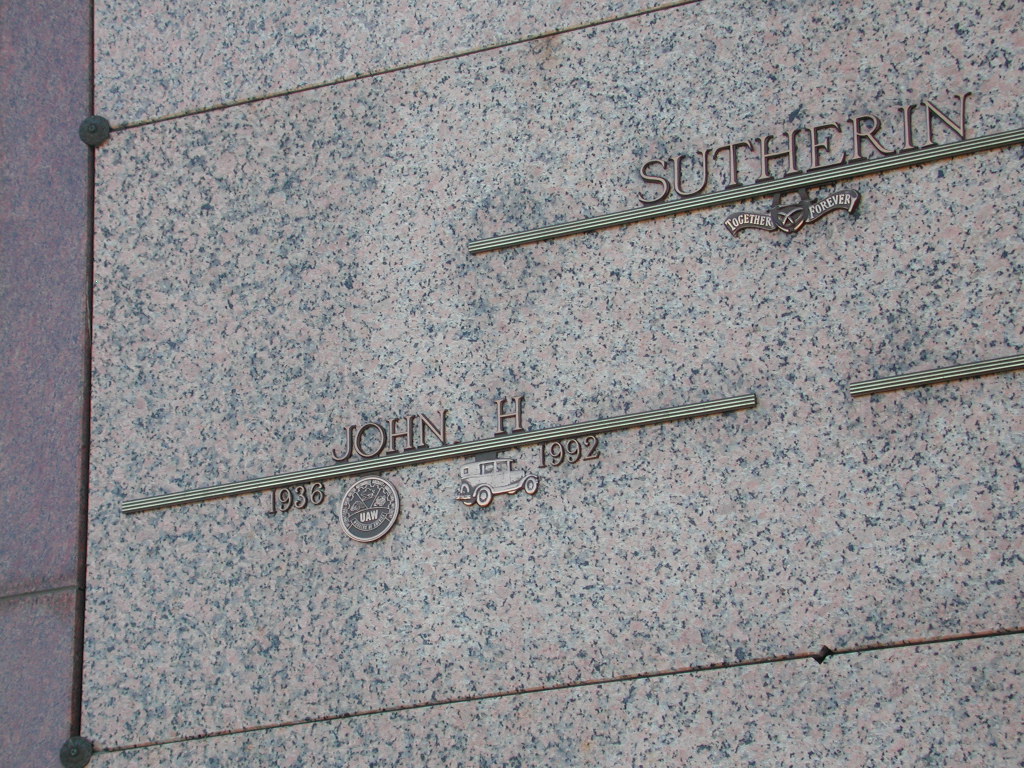 SUTHERIN
TOGETHER FOREVER
JOHN H
1936 1992
UAW